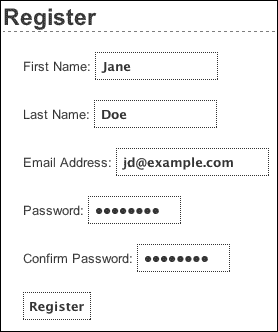 Register
First Name: Jane
Last Name: Doe
Email Address: jd@example.com
Password: ●●●●●●●●
Confirm Password: ●●●●●●●●
Register